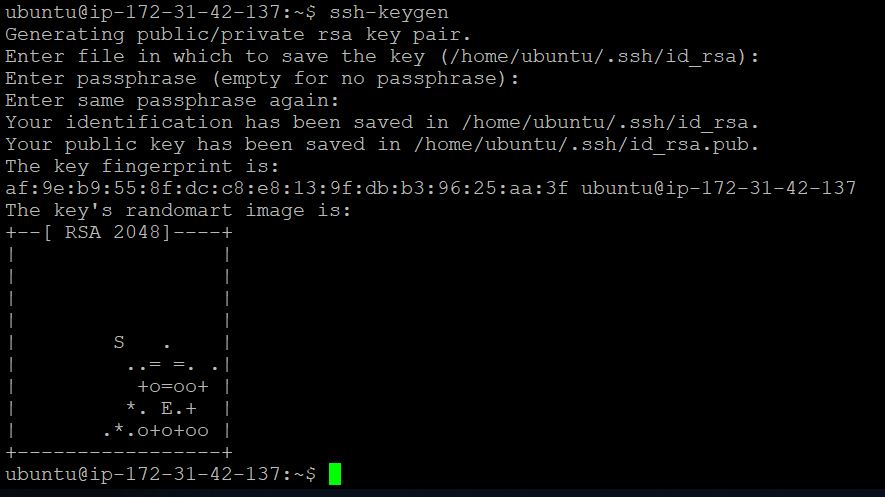 ubuntu@ip-172-31-42-137:~$ ssh-keygen
Generating public/private rsa key pair.
Enter file in which to save the key (/home/ubuntu/.ssh/id_rsa):
Enter passphrase (empty for no passphrase):
Enter same passphrase again:
Your identification has been saved in /home/ubuntu/.ssh/id_rsa.
Your public key has been saved in /home/ubuntu/.ssh/id_rsa.pub.
The key fingerprint is:
af:9e:b9:55:8f:dc:c8:e8:13:9f:db:b3:96:25:aa:3f ubuntu@ip-172-31-42-137
The key's randomart image is:
+--[ RSA 2048]----+
|                 |
|                 |
|                 |
|                 |
|        S   .    |
|         ..= =. .|
|          +o=oo+ |
|         *. E.+  |
|       .*.o+o+oo |
+-----------------+
ubuntu@ip-172-31-42-137:~$